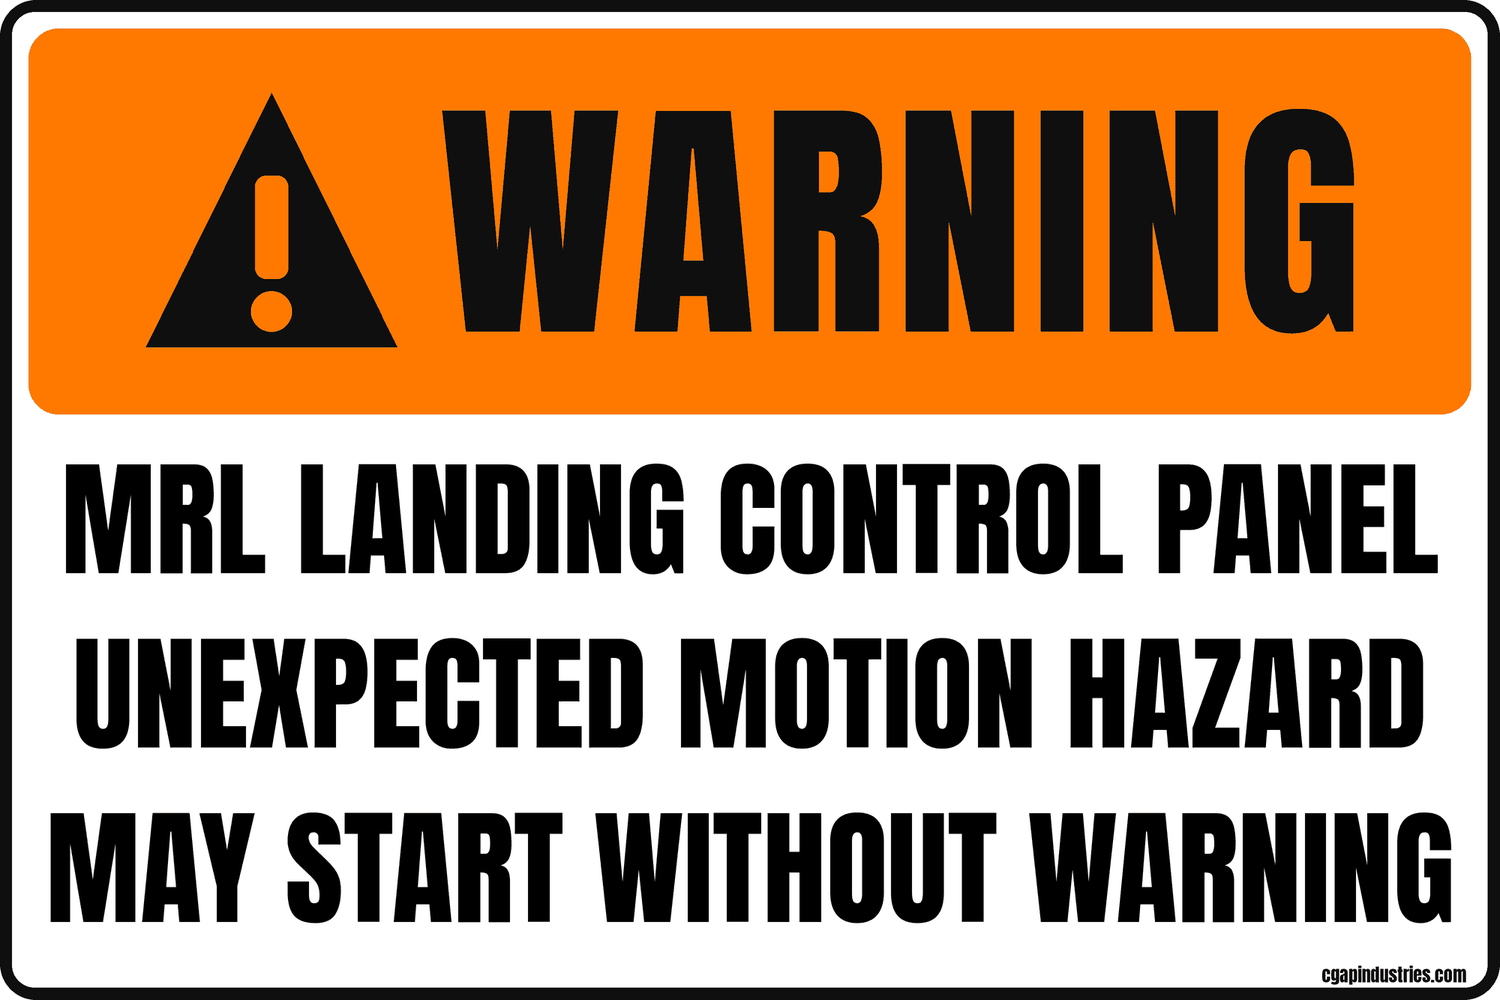 WARNING
MRL LANDING CONTROL PANEL
UNEXPECTED MOTION HAZARD
MAY START WITHOUT WARNING
cgapindustries.com